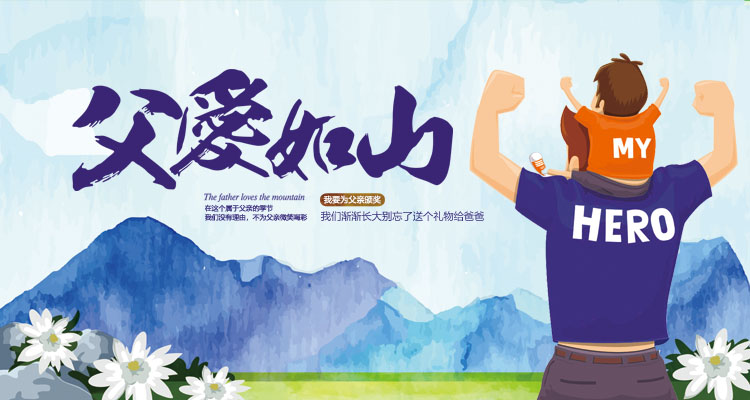 父愛如山
The father loves the mountain
在这个属于父亲的季节
我们没有理由，不为父亲微笑喝彩
我要为父亲颁奖
我们渐渐长大别忘了送个礼物给爸爸
MY
HERO